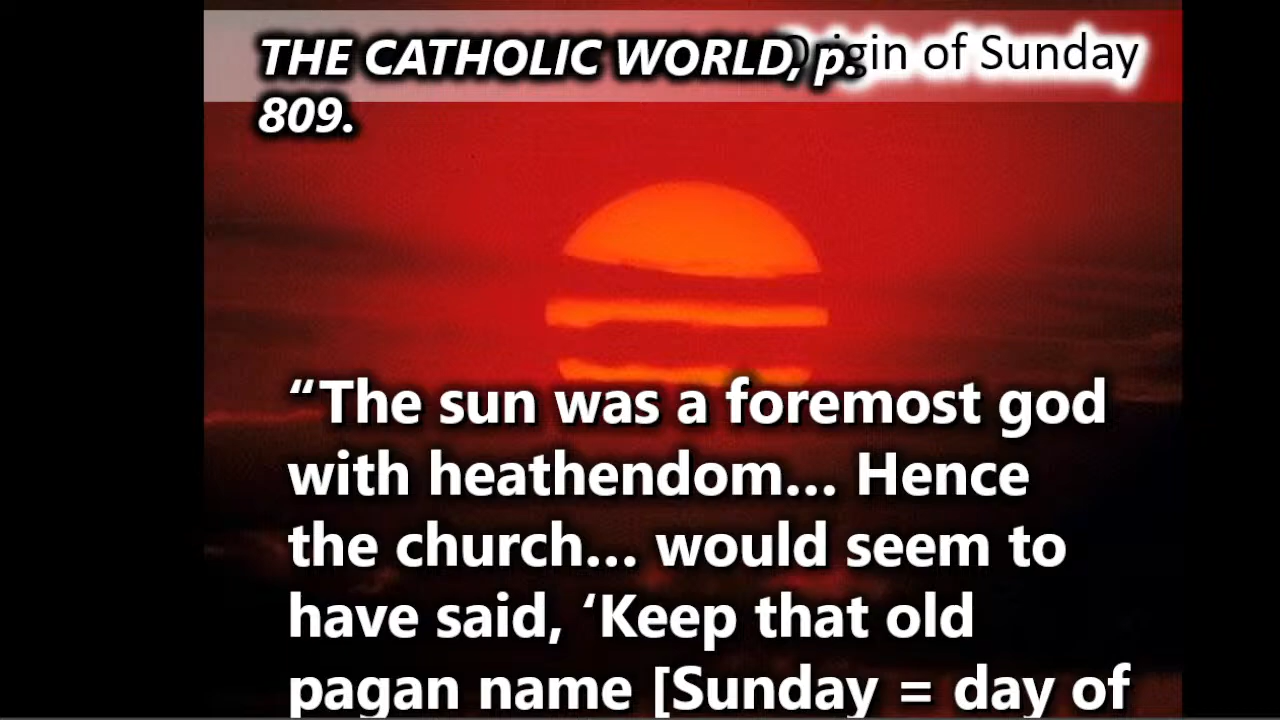 THE CATHOLIC WORLD, p.
Origin of Sunday
809.
“The sun was a foremost god
with heathendom… Hence
the church… would seem to
have said, ‘Keep that old
pagan name [Sunday = day of